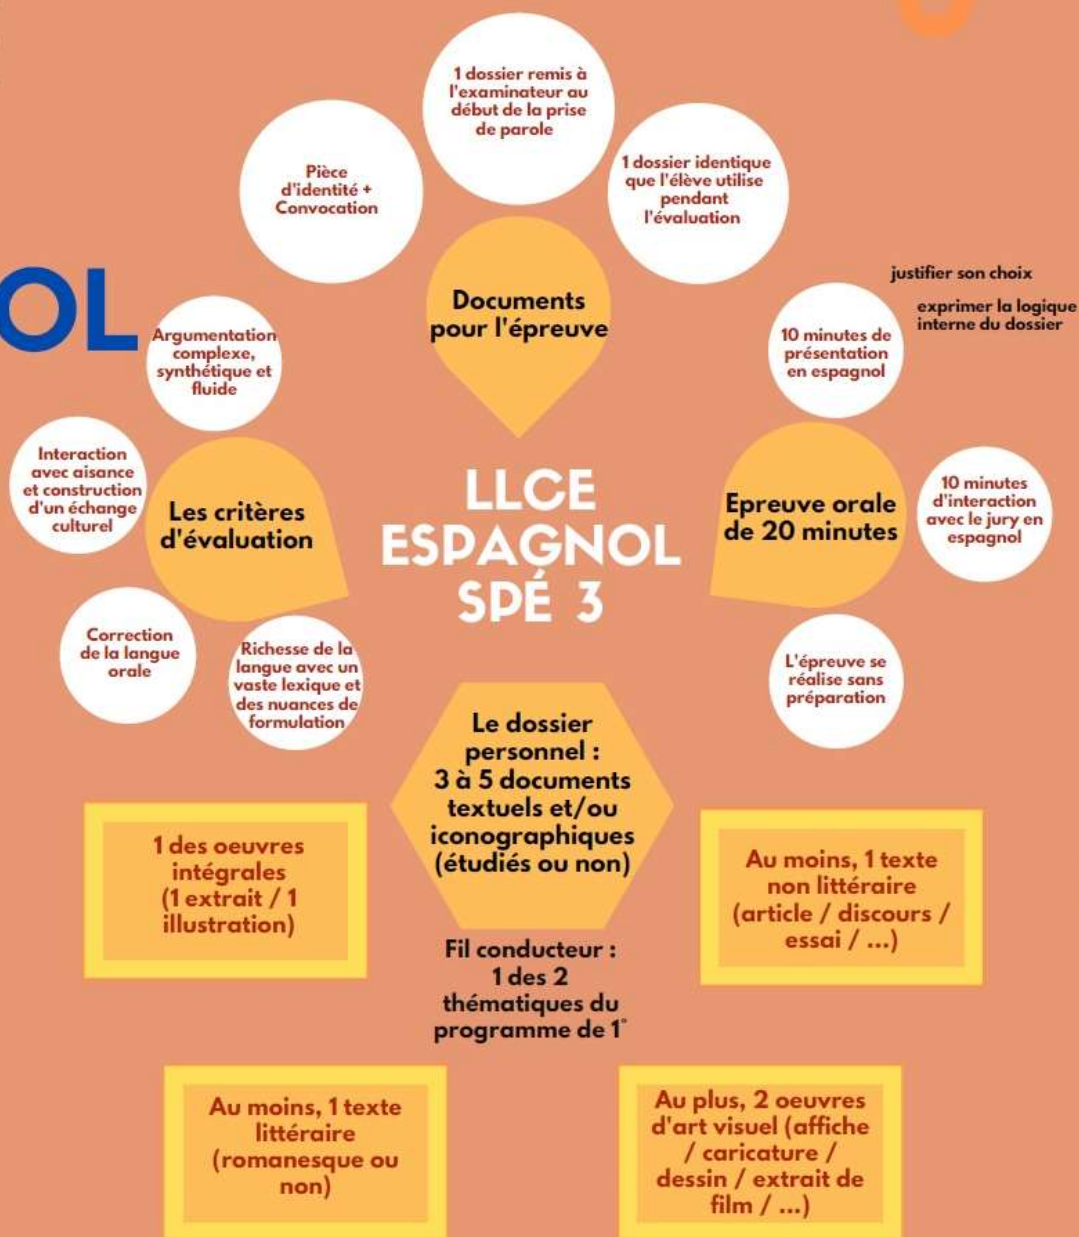 1 dossier remis à
l'examinateur au
début de la prise
de parole
Pièce
d'identité +
Convocation
1 dossier identique
que l'élève utilise
pendant
l'évaluation
Documents
pour l'épreuve
justifier son choix
exprimer la logique
interne du dossier
10 minutes de
présentation
en espagnol
OL
Argumentation
complexe,
synthétique et
fluide
Interaction
avec aisance
et construction
d'un échange
culturel
Les critères
d'évaluation
Correction
de la langue
orale
Richesse de la
langue avec un
vaste lexique et
des nuances de
formulation
LLCE
ESPAGNOL
SPÉ 3
Epreuve orale
de 20 minutes
10 minutes
d'interaction
avec le jury en
espagnol
L'épreuve se
réalise sans
préparation
Le dossier
personnel :
3 à 5 documents
textuels et/ou
iconographiques
(étudiés ou non)
1 des oeuvres
intégrales
(1 extrait / 1
illustration)
Au moins, 1 texte
non littéraire
(article / discours /
essai / ...)
Fil conducteur :
1 des 2
thématiques du
programme de 1°
Au moins, 1 texte
littéraire
(romanesque ou
non)
Au plus, 2 oeuvres
d'art visuel (affiche
/ caricature /
dessin / extrait de
film / ...)